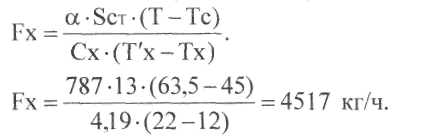 Fx = α·Sст·(T−Tс) / Cx·(T′x−Tx).
Fx = 787·13·(63,5−45) / 4,19·(22−12) = 4517 кг/ч.